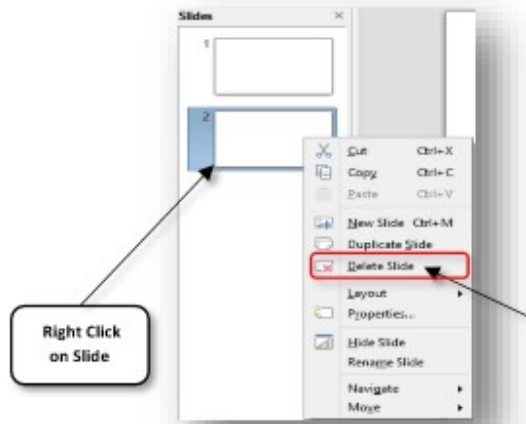 Slides ×
1
2
Cut Ctrl+X
Copy Ctrl+C
Paste Ctrl+V
New Slide Ctrl+M
Duplicate Slide
Delete Slide
Layout
Properties...
Hide Slide
Rename Slide
Navigate
Move
Right Click
on Slide